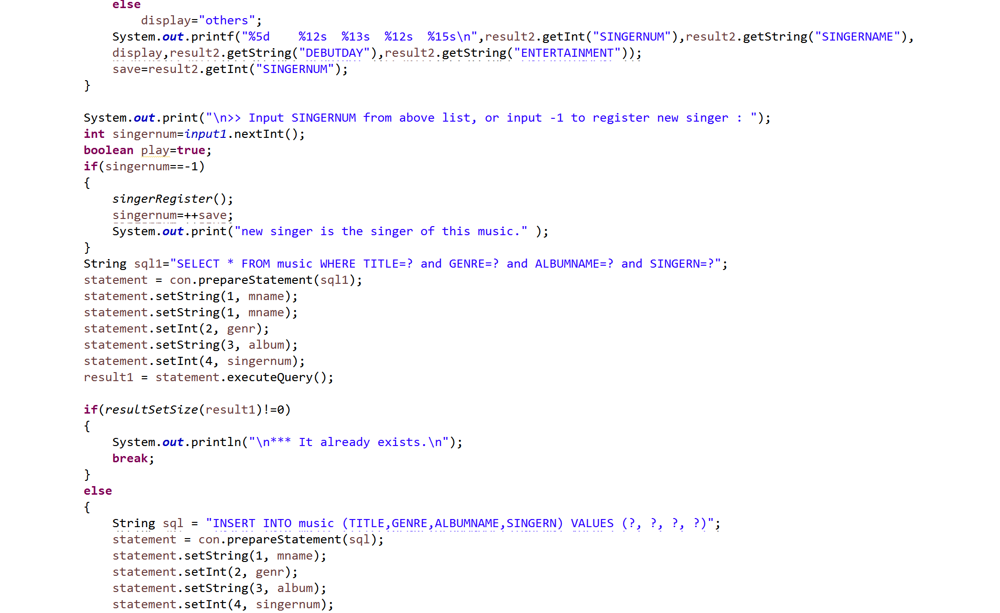 else
display="others";
System.out.printf("%5d    %12s  %13s  %12s  %15s\n",result2.getInt("SINGERNUM"),result2.getString("SINGERNAME"),
display,result2.getString("DEBUTDAY"),result2.getString("ENTERTAINMENT"));
save=result2.getInt("SINGERNUM");
}
System.out.print("\n>> Input SINGERNUM from above list, or input -1 to register new singer : ");
int singernum=input1.nextInt();
boolean play=true;
if(singernum==-1)
{
singerRegister();
singernum=++save;
System.out.print("new singer is the singer of this music." );
}
String sql1="SELECT * FROM music WHERE TITLE=? and GENRE=? and ALBUMNAME=? and SINGERN=?";
statement = con.prepareStatement(sql1);
statement.setString(1, mname);
statement.setString(1, mname);
statement.setInt(2, genr);
statement.setString(3, album);
statement.setInt(4, singernum);
result1 = statement.executeQuery();
if(resultSetSize(result1)!=0)
{
System.out.println("\n*** It already exists.\n");
break;
}
else
{
String sql = "INSERT INTO music (TITLE,GENRE,ALBUMNAME,SINGERN) VALUES (?, ?, ?, ?)";
statement = con.prepareStatement(sql);
statement.setString(1, mname);
statement.setInt(2, genr);
statement.setString(3, album);
statement.setInt(4, singernum);